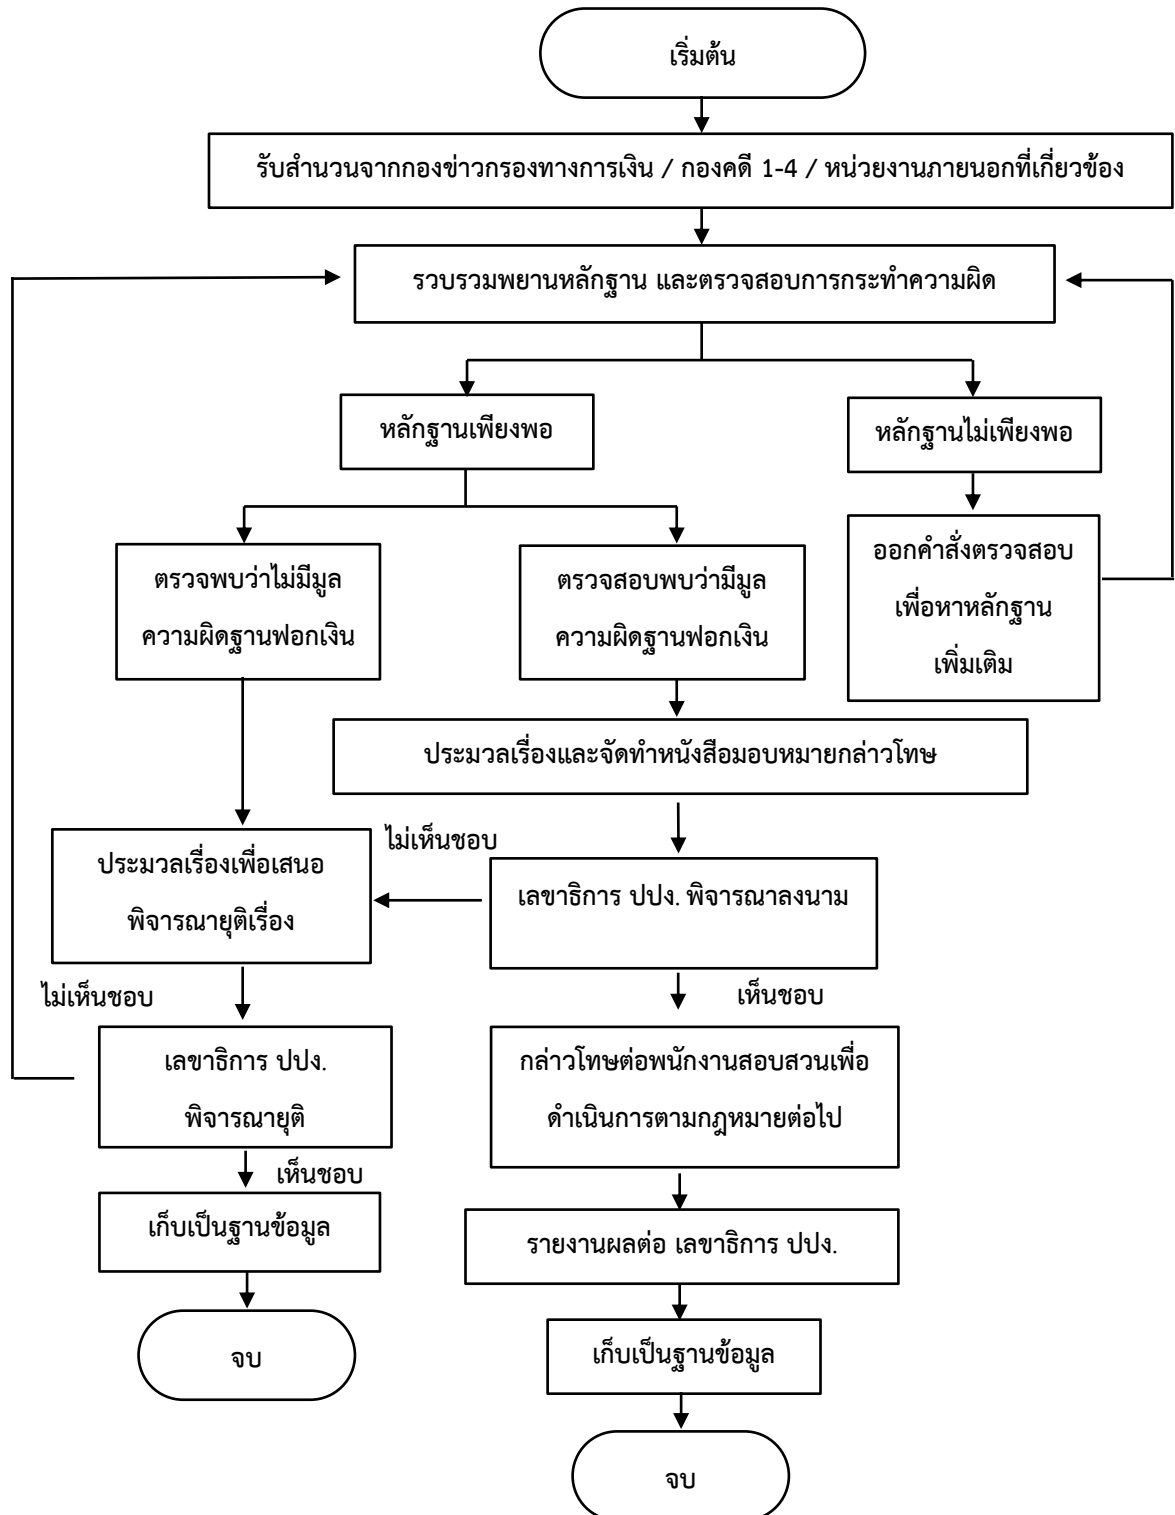 เริ่มต้น
รับสำนวนจากกองข่าวกรองทางการเงิน / กองคดี 1-4 / หน่วยงานภายนอกที่เกี่ยวข้อง
รวบรวมพยานหลักฐาน และตรวจสอบการกระทำความผิด
หลักฐานเพียงพอ
หลักฐานไม่เพียงพอ
ตรวจพบว่าไม่มีมูล
ความผิดฐานฟอกเงิน
ตรวจสอบพบว่ามีมูล
ความผิดฐานฟอกเงิน
ออกคำสั่งตรวจสอบ
เพื่อหาหลักฐาน
เพิ่มเติม
ประมวลเรื่องและจัดทำหนังสือมอบหมายกล่าวโทษ
ไม่เห็นชอบ
ประมวลเรื่องเพื่อเสนอ
พิจารณายุติเรื่อง
เลขาธิการ ปปง. พิจารณาลงนาม
ไม่เห็นชอบ
เห็นชอบ
เลขาธิการ ปปง.
พิจารณายุติ
กล่าวโทษต่อพนักงานสอบสวนเพื่อ
ดำเนินการตามกฎหมายต่อไป
เห็นชอบ
เก็บเป็นฐานข้อมูล
รายงานผลต่อ เลขาธิการ ปปง.
จบ
เก็บเป็นฐานข้อมูล
จบ